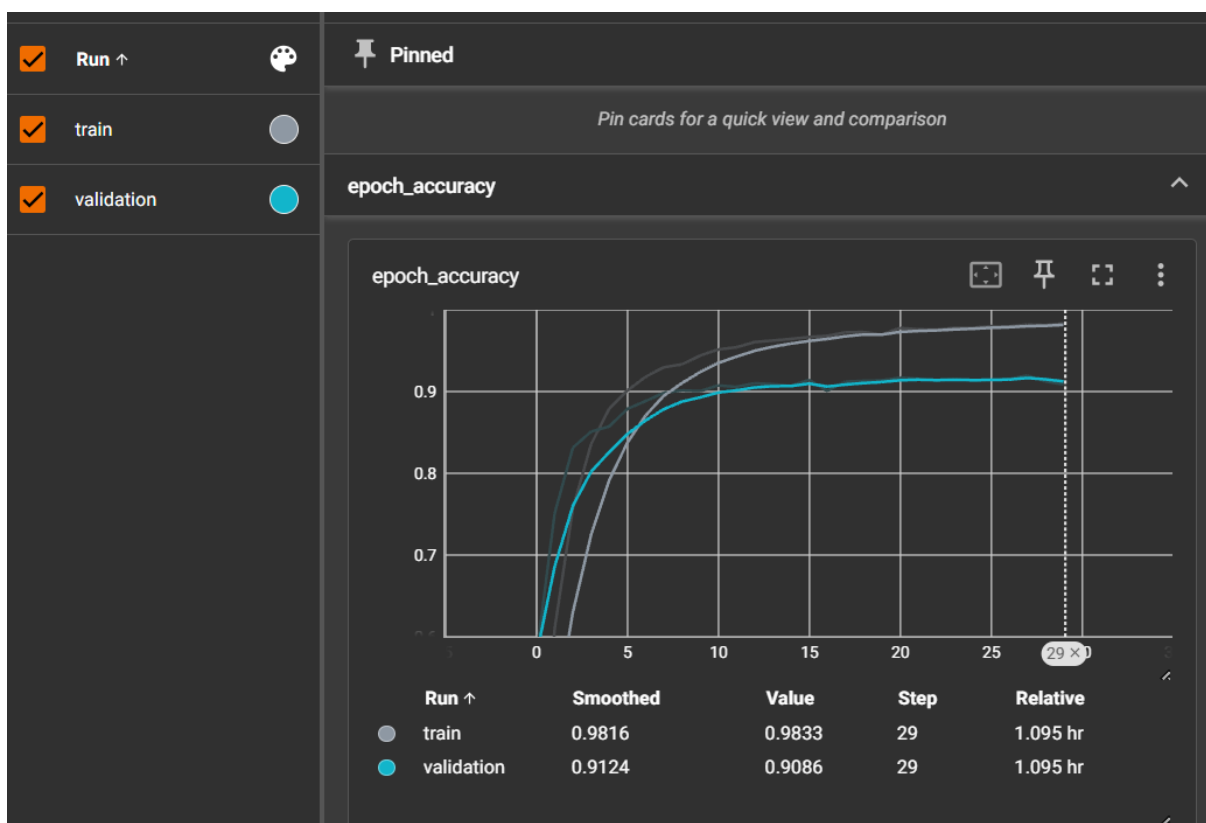 Run ↑
train
validation
Pinned
Pin cards for a quick view and comparison
epoch_accuracy
epoch_accuracy
0.9
0.8
0.7
0.6
0 5 10 15 20 25 29 ×
Run ↑ Smoothed Value Step Relative
train 0.9816 0.9833 29 1.095 hr
validation 0.9124 0.9086 29 1.095 hr